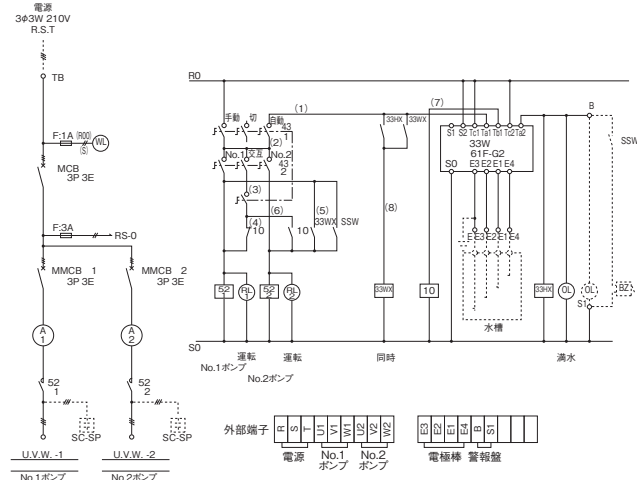 電源
3φ3W 210V
R.S.T
TB
F:1A (R00)
(S)
WL
MCB
3P 3E
F:3A
RS-0
MMCB 1
3P 3E
MMCB 2
3P 3E
A
1
A
2
52
1
52
2
SC-SP
SC-SP
U.V.W. -1
U.V.W. -2
No.1ポンプ
No.2ポンプ
R0
手動 切 自動
43
1
(1)
(2)
No.1 交互 No.2
43
2
(3)
(4)
10
(6)
10
(5)
33WX
SSW
33HX
33WX
(7)
(8)
S1 S2 Tc1 Ta1 Tb1 Tc2 Ta2
33W
61F-G2
S0
E3 E2 E1 E4
E E3 E2 E1 E4
水槽
B
SSW
52
1
RL
1
52
2
RL
2
33WX
10
33HX
OL
OL
S1
BZ
S0
運転
運転
同時
満水
No.1ポンプ
No.2ポンプ
外部端子
R S T U1 V1 W1 U2 V2 W2
電源
No.1
ポンプ
No.2
ポンプ
E3 E2 E1 E4 B S1
電極棒
警報盤